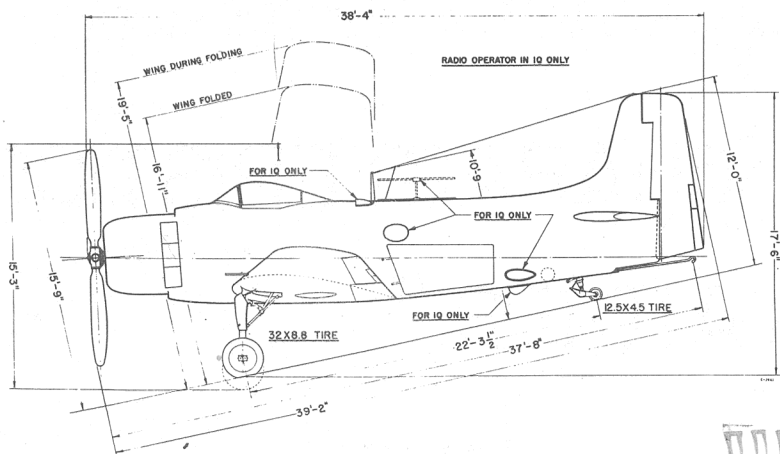 38'-4"
RADIO OPERATOR IN 1Q ONLY
WING DURING FOLDING
WING FOLDED
19'-5"
16'-11"
FOR 1Q ONLY
10'-9"
12'-0"
FOR 1Q ONLY
15'-3"
15'-9"
17'-6"
FOR 1Q ONLY
12.5X4.5 TIRE
32X8.8 TIRE
22'-3 1/2"
37'-8"
39'-2"